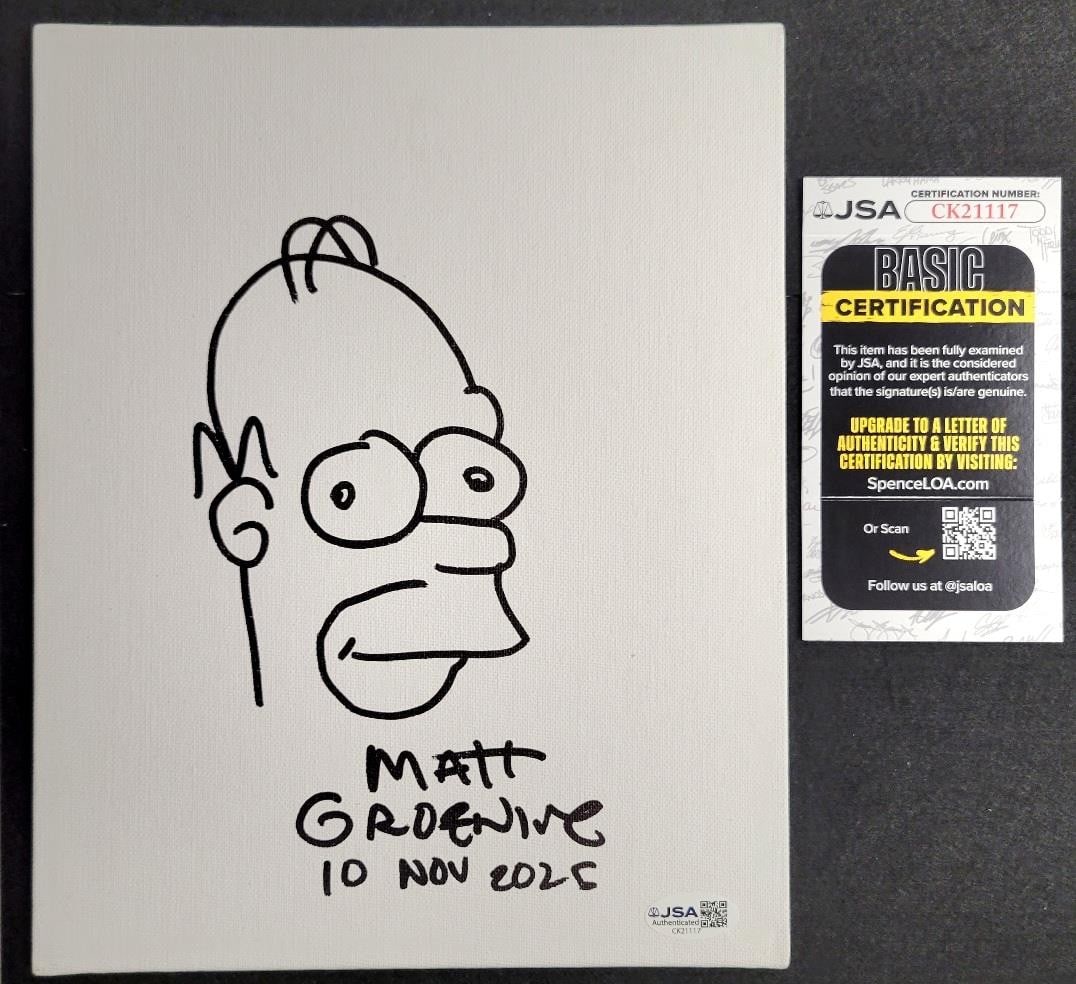 MATT
GROENING
10 NOV 2025
JSA
Authenticated
CK21117
CERTIFICATION NUMBER:
JSA CK21117
BASIC
CERTIFICATION
This item has been fully examined
by JSA, and it is the considered
opinion of our expert authenticators
that the signature(s) is/are genuine.
UPGRADE TO A LETTER OF
AUTHENTICITY & VERIFY THIS
CERTIFICATION BY VISITING:
SpenceLOA.com
Or Scan
Follow us at @jsaloa